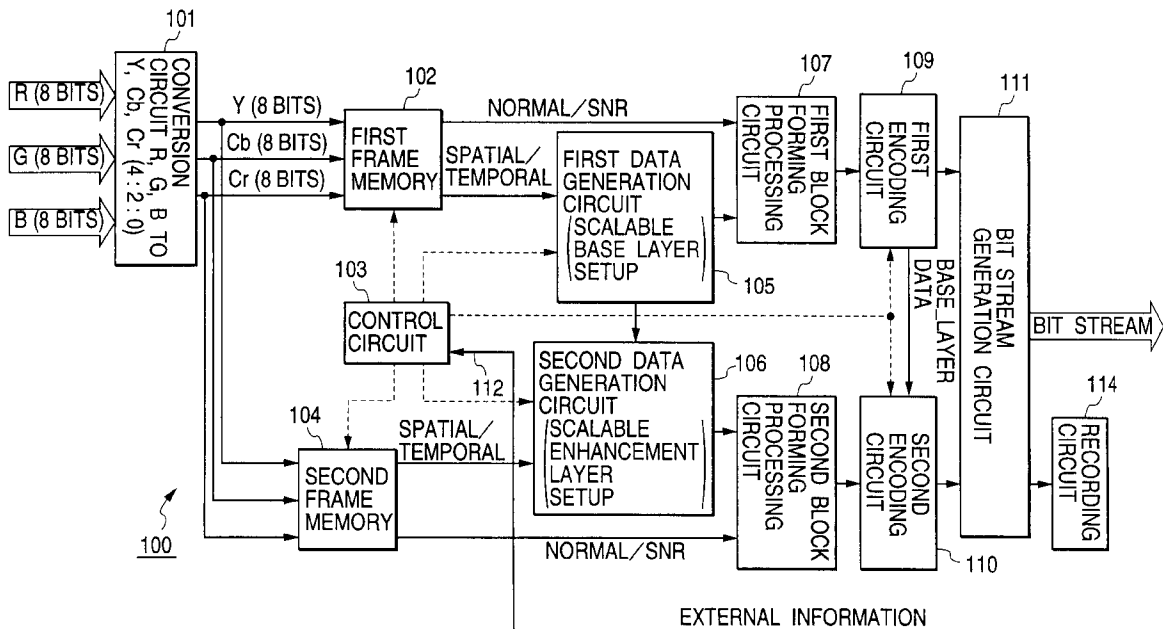 101
CONVERSION
CIRCUIT R, G, B TO
Y, Cb, Cr (4:2:0)
R (8 BITS)
G (8 BITS)
B (8 BITS)
Y (8 BITS)
Cb (8 BITS)
Cr (8 BITS)
102
FIRST
FRAME
MEMORY
NORMAL/SNR
SPATIAL/
TEMPORAL
FIRST DATA
GENERATION
CIRCUIT
(SCALABLE
BASE LAYER
SETUP)
105
107
FIRST BLOCK
FORMING
PROCESSING
CIRCUIT
109
FIRST
ENCODING
CIRCUIT
BASE_LAYER
DATA
111
BIT STREAM
GENERATION CIRCUIT
BIT STREAM
103
CONTROL
CIRCUIT
112
SECOND DATA
GENERATION
CIRCUIT
(SCALABLE
ENHANCEMENT
LAYER
SETUP)
106
108
SECOND BLOCK
FORMING
PROCESSING
CIRCUIT
SECOND
ENCODING
CIRCUIT
110
114
RECORDING
CIRCUIT
104
SECOND
FRAME
MEMORY
SPATIAL/
TEMPORAL
NORMAL/SNR
100
EXTERNAL INFORMATION